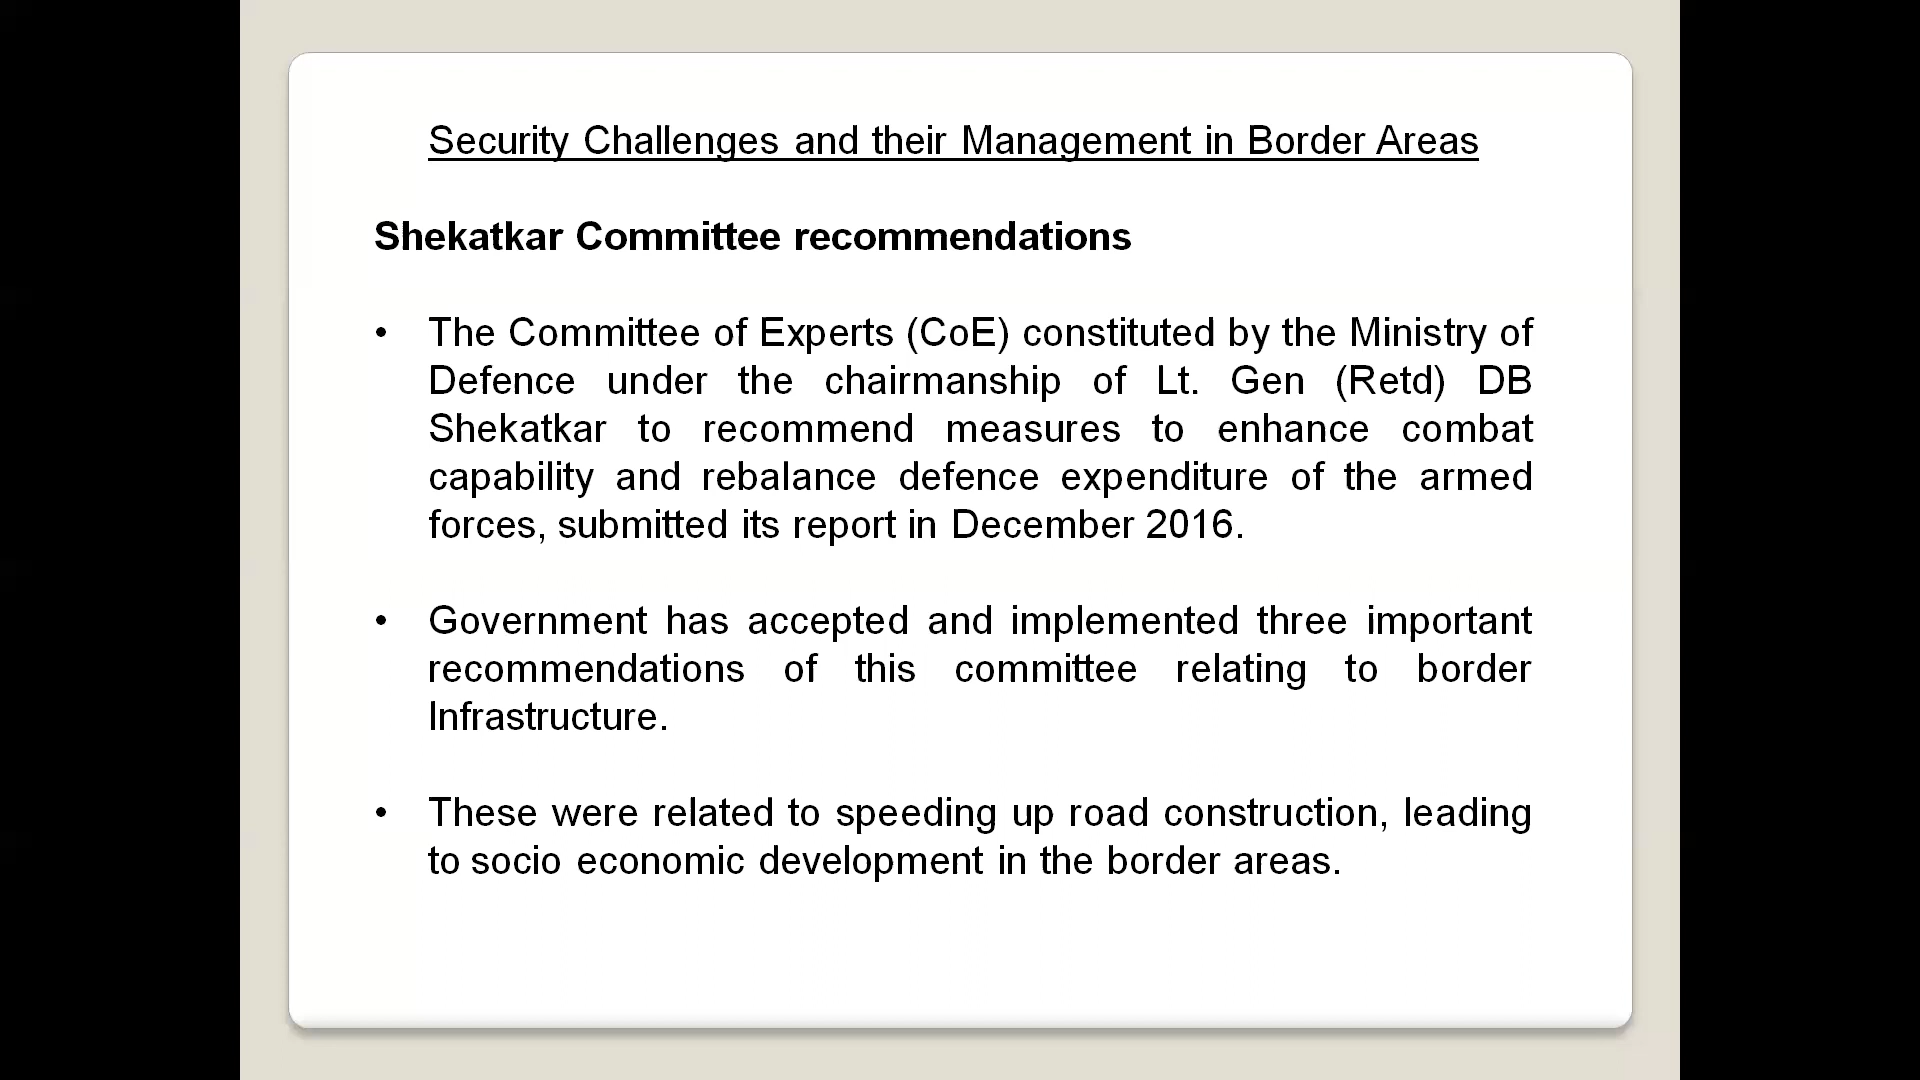 Security Challenges and their Management in Border Areas
Shekatkar Committee recommendations
• The Committee of Experts (CoE) constituted by the Ministry of
Defence under the chairmanship of Lt. Gen (Retd) DB
Shekatkar to recommend measures to enhance combat
capability and rebalance defence expenditure of the armed
forces, submitted its report in December 2016.
• Government has accepted and implemented three important
recommendations of this committee relating to border
Infrastructure.
• These were related to speeding up road construction, leading
to socio economic development in the border areas.